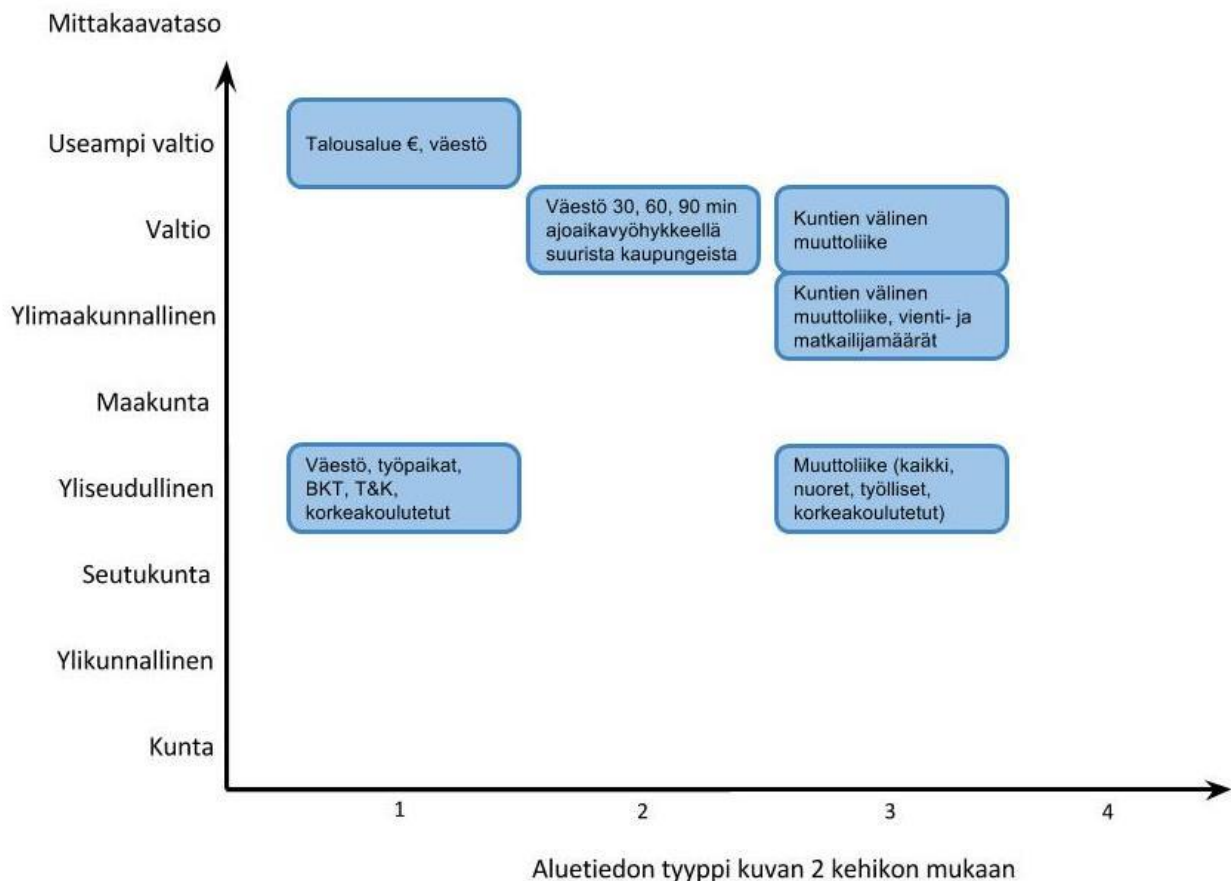 Mittakaavataso
Useampi valtio
Talousalue €, väestö
Valtio
Väestö 30, 60, 90 min
ajoaikavyöhykkeellä
suurista kaupungeista
Kuntien välinen
muuttoliike
Ylimaakunnallinen
Kuntien välinen
muuttoliike, vienti- ja
matkailijamäärät
Maakunta
Yliseudullinen
Väestö, työpaikat,
BKT, T&K,
korkeakoulutetut
Muuttoliike (kaikki,
nuoret, työlliset,
korkeakoulutetut)
Seutukunta
Ylikunnallinen
Kunta
1 2 3 4
Aluetiedon tyyppi kuvan 2 kehikon mukaan